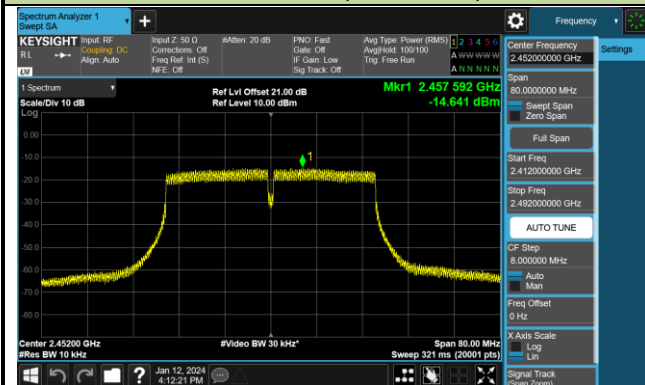 Spectrum Analyzer 1
Swept SA
Frequency
KEYSIGHT
RL
Input: RF
Coupling: DC
Align: Auto
Input Z: 50 Ω
Corrections: Off
Freq Ref: Int (S)
NFE: Off
#Atten: 20 dB
PNO: Fast
Gate: Off
IF Gain: Low
Sig Track: Off
Avg Type: Power (RMS)
Avg|Hold: 100/100
Trig: Free Run
1 2 3 4 5 6
A W W W W W
A N N N N N
Center Frequency
2.452000000 GHz
Settings
Span
80.0000000 MHz
Swept Span
Zero Span
Full Span
Start Freq
2.412000000 GHz
Stop Freq
2.492000000 GHz
AUTO TUNE
CF Step
8.000000 MHz
Auto
Man
Freq Offset
0 Hz
X Axis Scale
Log
Lin
Signal Track
(Span Zoom)
1 Spectrum
Scale/Div 10 dB
Log
Ref Lvl Offset 21.00 dB
Ref Level 10.00 dBm
Mkr1 2.457 592 GHz
-14.641 dBm
0.00
-10.0
1
-20.0
-30.0
-40.0
-50.0
-60.0
-70.0
-80.0
Center 2.45200 GHz
#Res BW 10 kHz
#Video BW 30 kHz*
Span 80.00 MHz
Sweep 321 ms (20001 pts)
?
Jan 12, 2024
4:12:21 PM